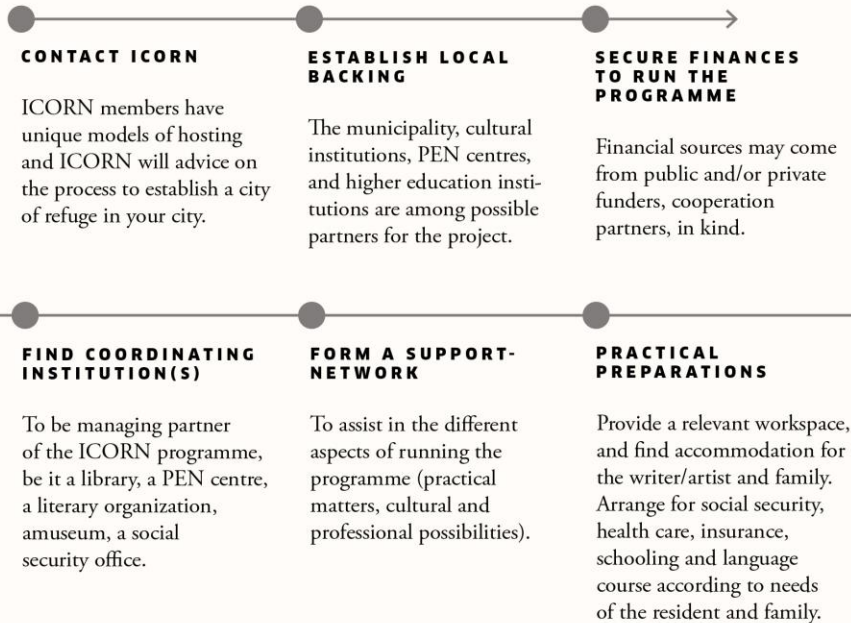 CONTACT ICORN
ICORN members have
unique models of hosting
and ICORN will advice on
the process to establish a city
of refuge in your city.
ESTABLISH LOCAL
BACKING
The municipality, cultural
institutions, PEN centres,
and higher education insti-
tutions are among possible
partners for the project.
SECURE FINANCES
TO RUN THE
PROGRAMME
Financial sources may come
from public and/or private
funders, cooperation
partners, in kind.
FIND COORDINATING
INSTITUTION(S)
To be managing partner
of the ICORN programme,
be it a library, a PEN centre,
a literary organization,
amuseum, a social
security office.
FORM A SUPPORT-
NETWORK
To assist in the different
aspects of running the
programme (practical
matters, cultural and
professional possibilities).
PRACTICAL
PREPARATIONS
Provide a relevant workspace,
and find accommodation for
the writer/artist and family.
Arrange for social security,
health care, insurance,
schooling and language
course according to needs
of the resident and family.